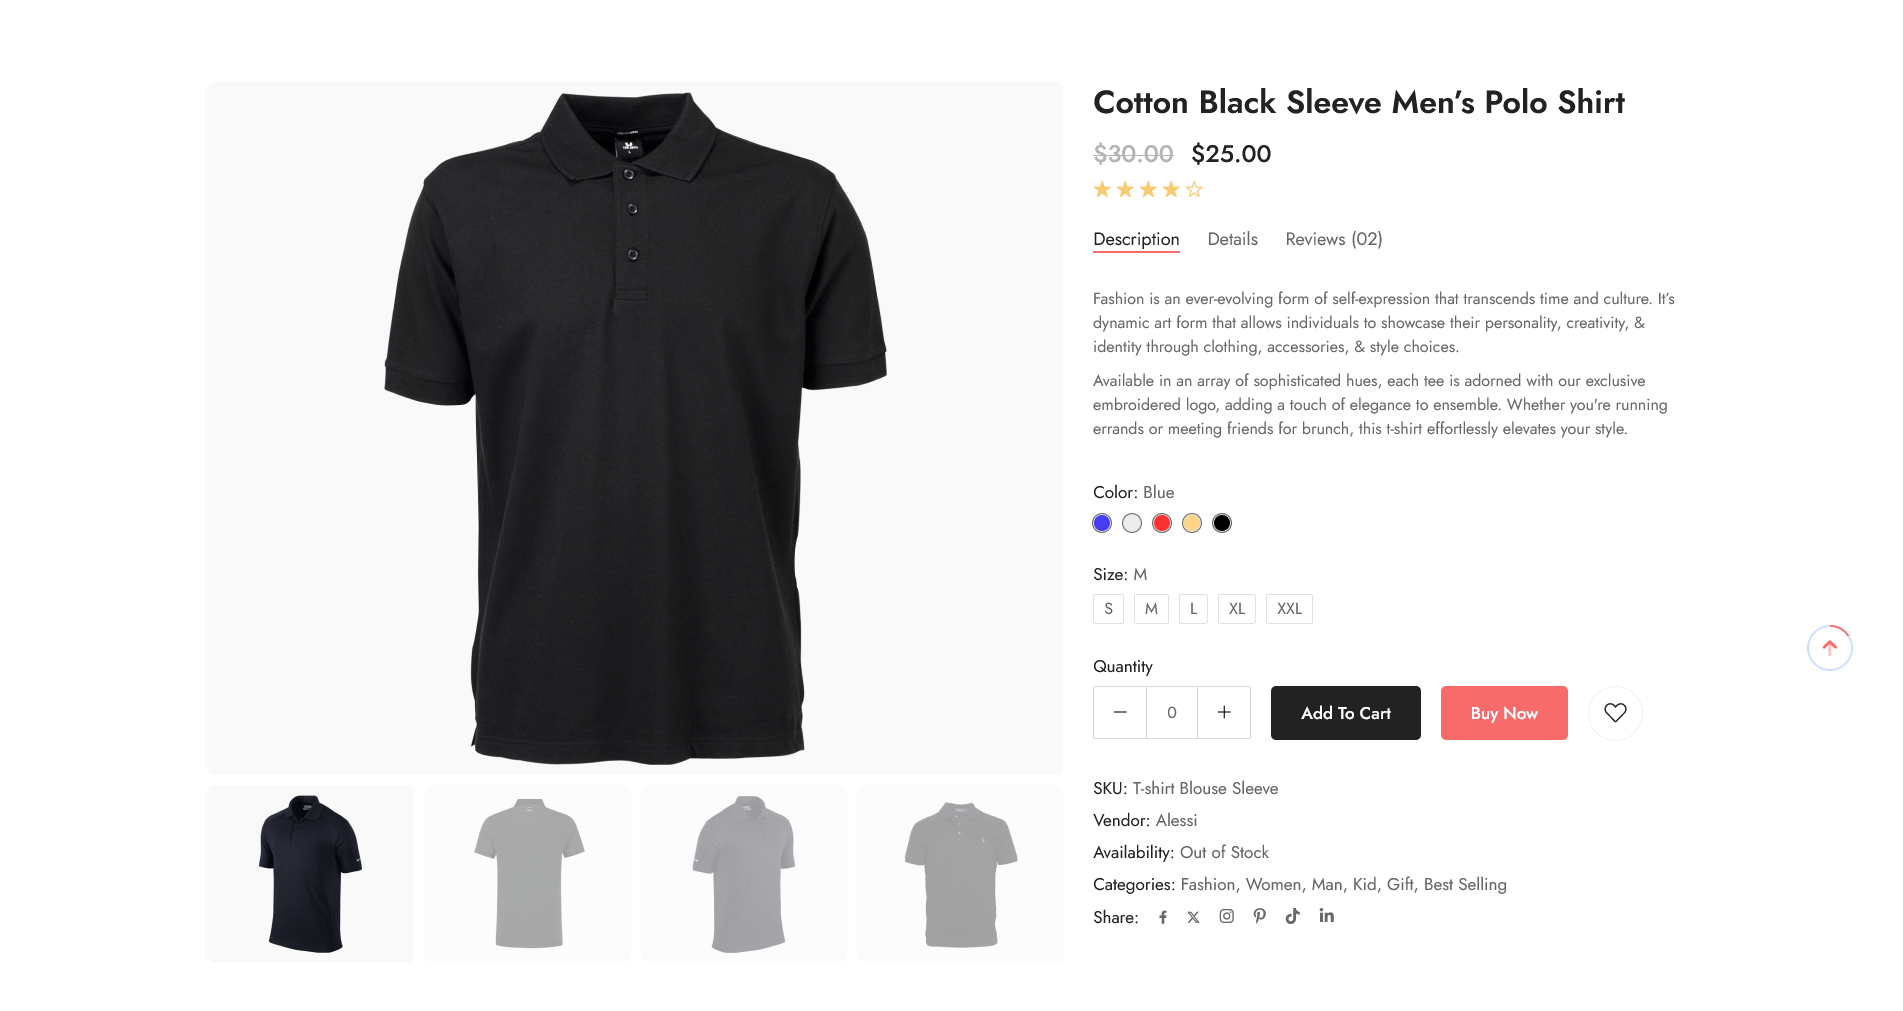 Cotton Black Sleeve Men’s Polo Shirt
$30.00 $25.00
Description Details Reviews (02)
Fashion is an ever-evolving form of self-expression that transcends time and culture. It’s
dynamic art form that allows individuals to showcase their personality, creativity, &
identity through clothing, accessories, & style choices.
Available in an array of sophisticated hues, each tee is adorned with our exclusive
embroidered logo, adding a touch of elegance to ensemble. Whether you're running
errands or meeting friends for brunch, this t-shirt effortlessly elevates your style.
Color: Blue
Size: M
S M L XL XXL
Quantity
0 Add To Cart Buy Now
SKU: T-shirt Blouse Sleeve
Vendor: Alessi
Availability: Out of Stock
Categories: Fashion, Women, Man, Kid, Gift, Best Selling
Share: